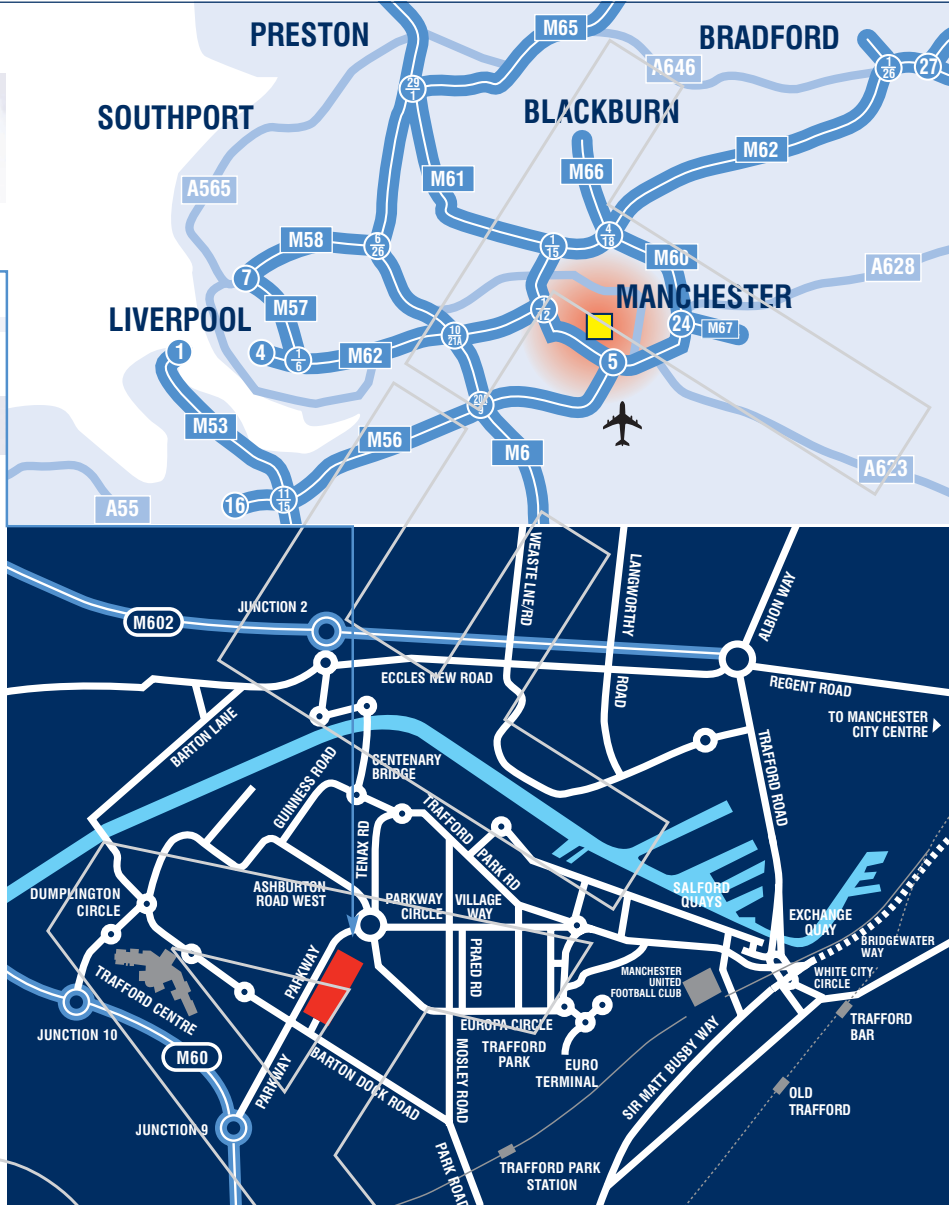 PRESTON
M65
BRADFORD
A646
29
1
1
26
27
SOUTHPORT
BLACKBURN
M62
M66
M61
A565
M58
6
26
1
15
4
18
M60
A628
7
M57
MANCHESTER
LIVERPOOL
1
12
24
M67
10
21A
1
4
1
6
M62
5
20B
9
M53
M56
M6
A623
A55
16
11
15
WEASTE LNE/RD
LANGWORTHY
ROAD
ALBION WAY
M602
JUNCTION 2
ECCLES NEW ROAD
REGENT ROAD
TO MANCHESTER
CITY CENTRE
BARTON LANE
TRAFFORD ROAD
GUINNESS ROAD
CENTENARY
BRIDGE
TENAX RD
TRAFFORD
PARK RD
DUMPLINGTON
CIRCLE
ASHBURTON
ROAD WEST
PARKWAY
CIRCLE
VILLAGE
WAY
SALFORD
QUAYS
EXCHANGE
QUAY
BRIDGEWATER
WAY
WHITE CITY
CIRCLE
PRAED RD
MANCHESTER
UNITED
FOOTBALL CLUB
TRAFFORD CENTRE
PARKWAY
JUNCTION 10
EUROPA CIRCLE
TRAFFORD
PARK
EURO
TERMINAL
TRAFFORD
BAR
M60
PARKWAY
BARTON DOCK ROAD
MOSLEY ROAD
SIR MATT BUSBY WAY
OLD
TRAFFORD
JUNCTION 9
PARK ROAD
TRAFFORD PARK
STATION